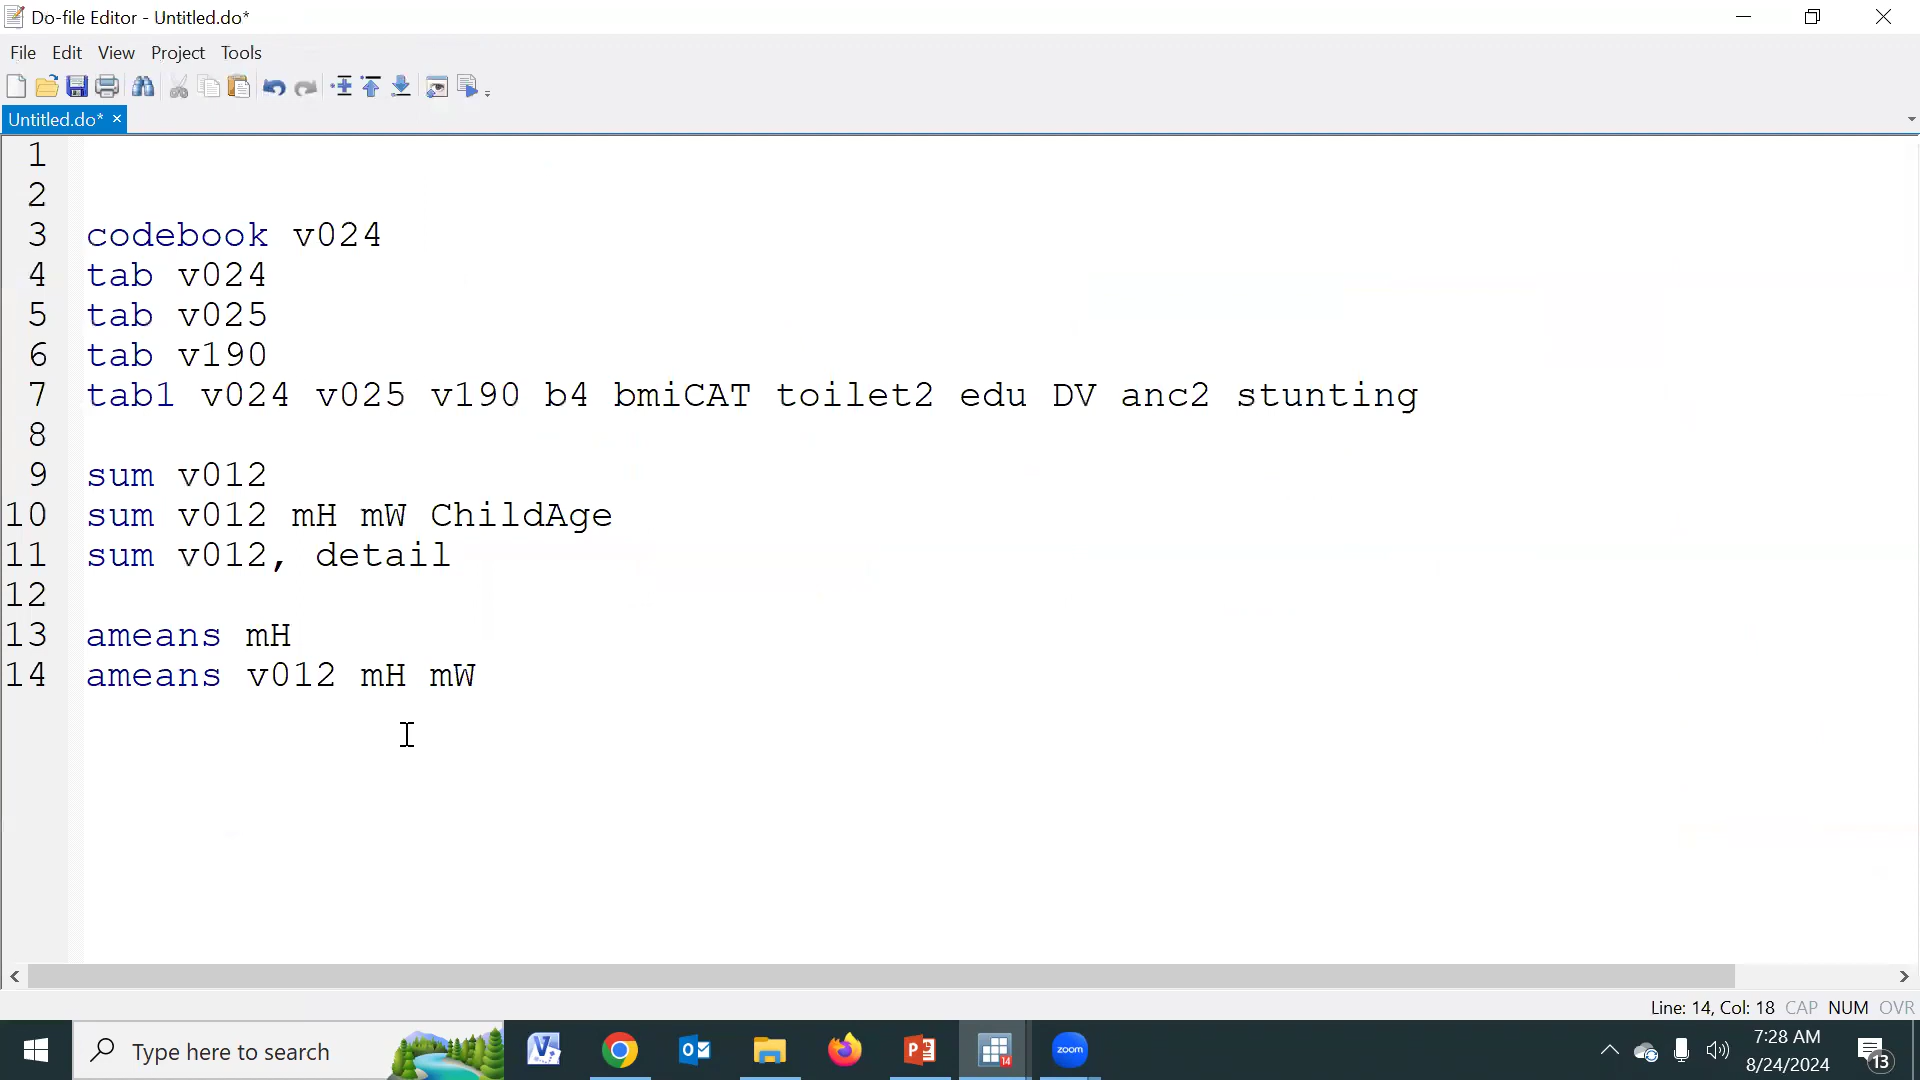 Do-file Editor - Untitled.do*
File Edit View Project Tools
Untitled.do* ×
1
2
3 codebook v024
4 tab v024
5 tab v025
6 tab v190
7 tab1 v024 v025 v190 b4 bmiCAT toilet2 edu DV anc2 stunting
8
9 sum v012
10 sum v012 mH mW ChildAge
11 sum v012, detail
12
13 ameans mH
14 ameans v012 mH mW
Line: 14, Col: 18 CAP NUM OVR
Type here to search
14
zoom
7:28 AM
8/24/2024
13